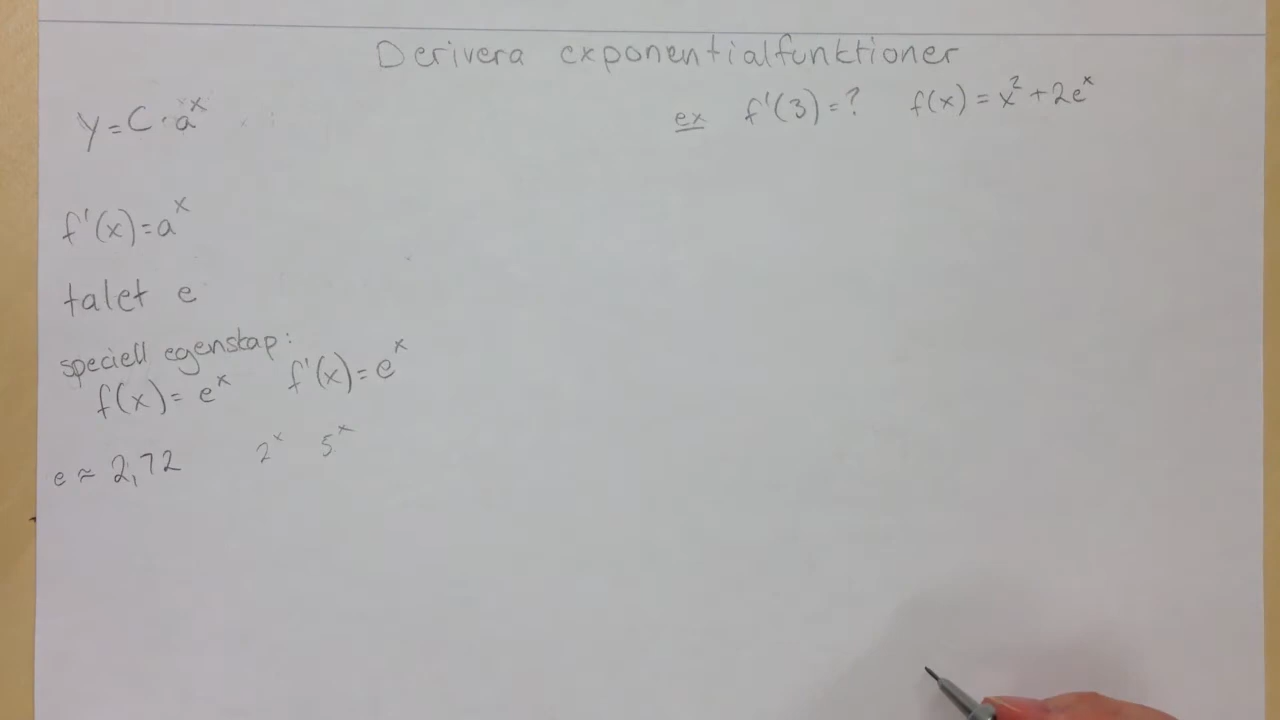 Derivera exponentialfunktioner
y = C · a^x
f'(x) = a^x
talet e
speciell egenskap:
f(x) = e^x f'(x) = e^x
e ≈ 2,72 2^x 5^x
ex f'(3) = ? f(x) = x² + 2e^x